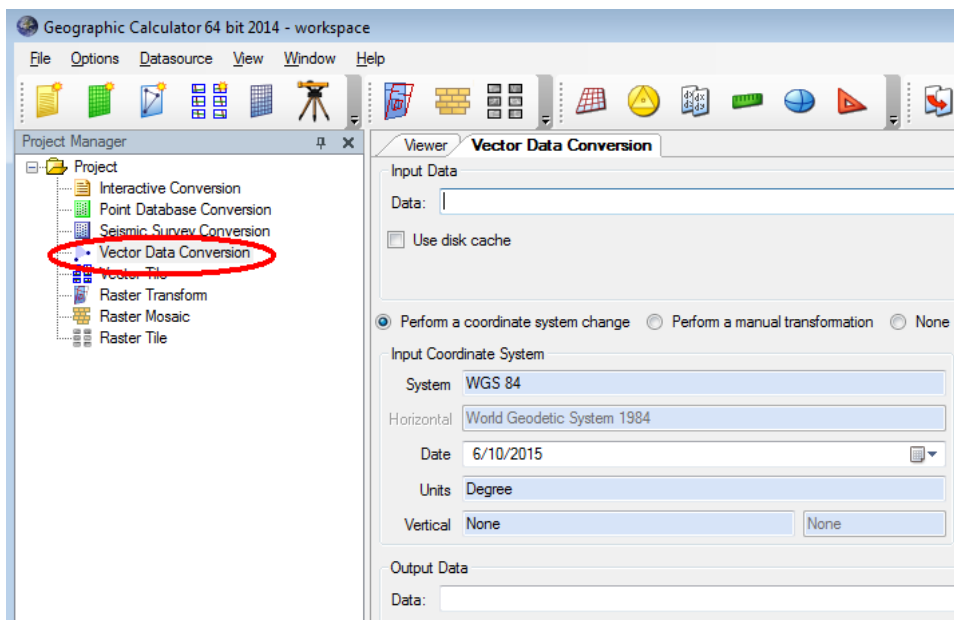 Geographic Calculator 64 bit 2014 - workspace
File Options Datasource View Window Help
Project Manager
Project
Interactive Conversion
Point Database Conversion
Seismic Survey Conversion
Vector Data Conversion
Vector Tile
Raster Transform
Raster Mosaic
Raster Tile
Viewer Vector Data Conversion
Input Data
Data:
Use disk cache
Perform a coordinate system change Perform a manual transformation None
Input Coordinate System
System WGS 84
Horizontal World Geodetic System 1984
Date 6/10/2015
Units Degree
Vertical None None
Output Data
Data: